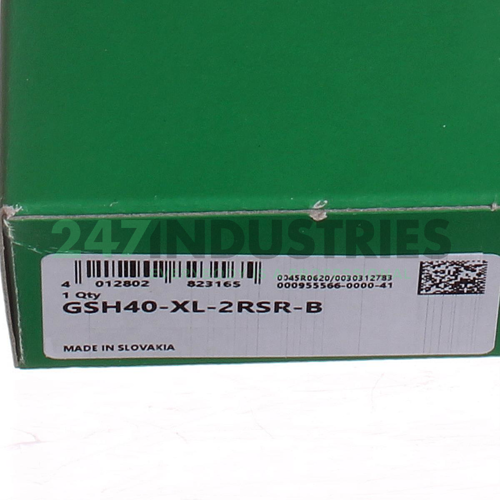 247INDUSTRIES
4 012802 823165
0045R0620/0030312783
000955566-0000-41
1 Qty
GSH40-XL-2RSR-B
MADE IN SLOVAKIA